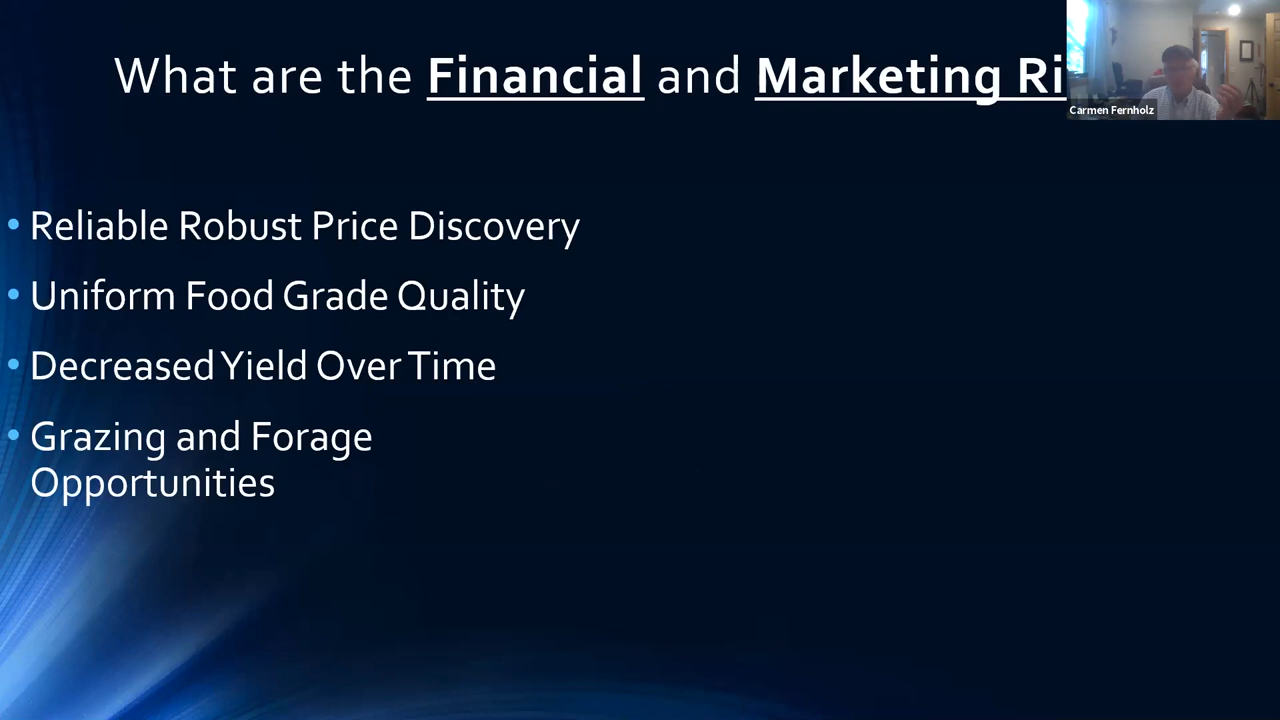 What are the Financial and Marketing Ri
Carmen Fernholz
• Reliable Robust Price Discovery
• Uniform Food Grade Quality
• Decreased Yield Over Time
• Grazing and Forage
Opportunities